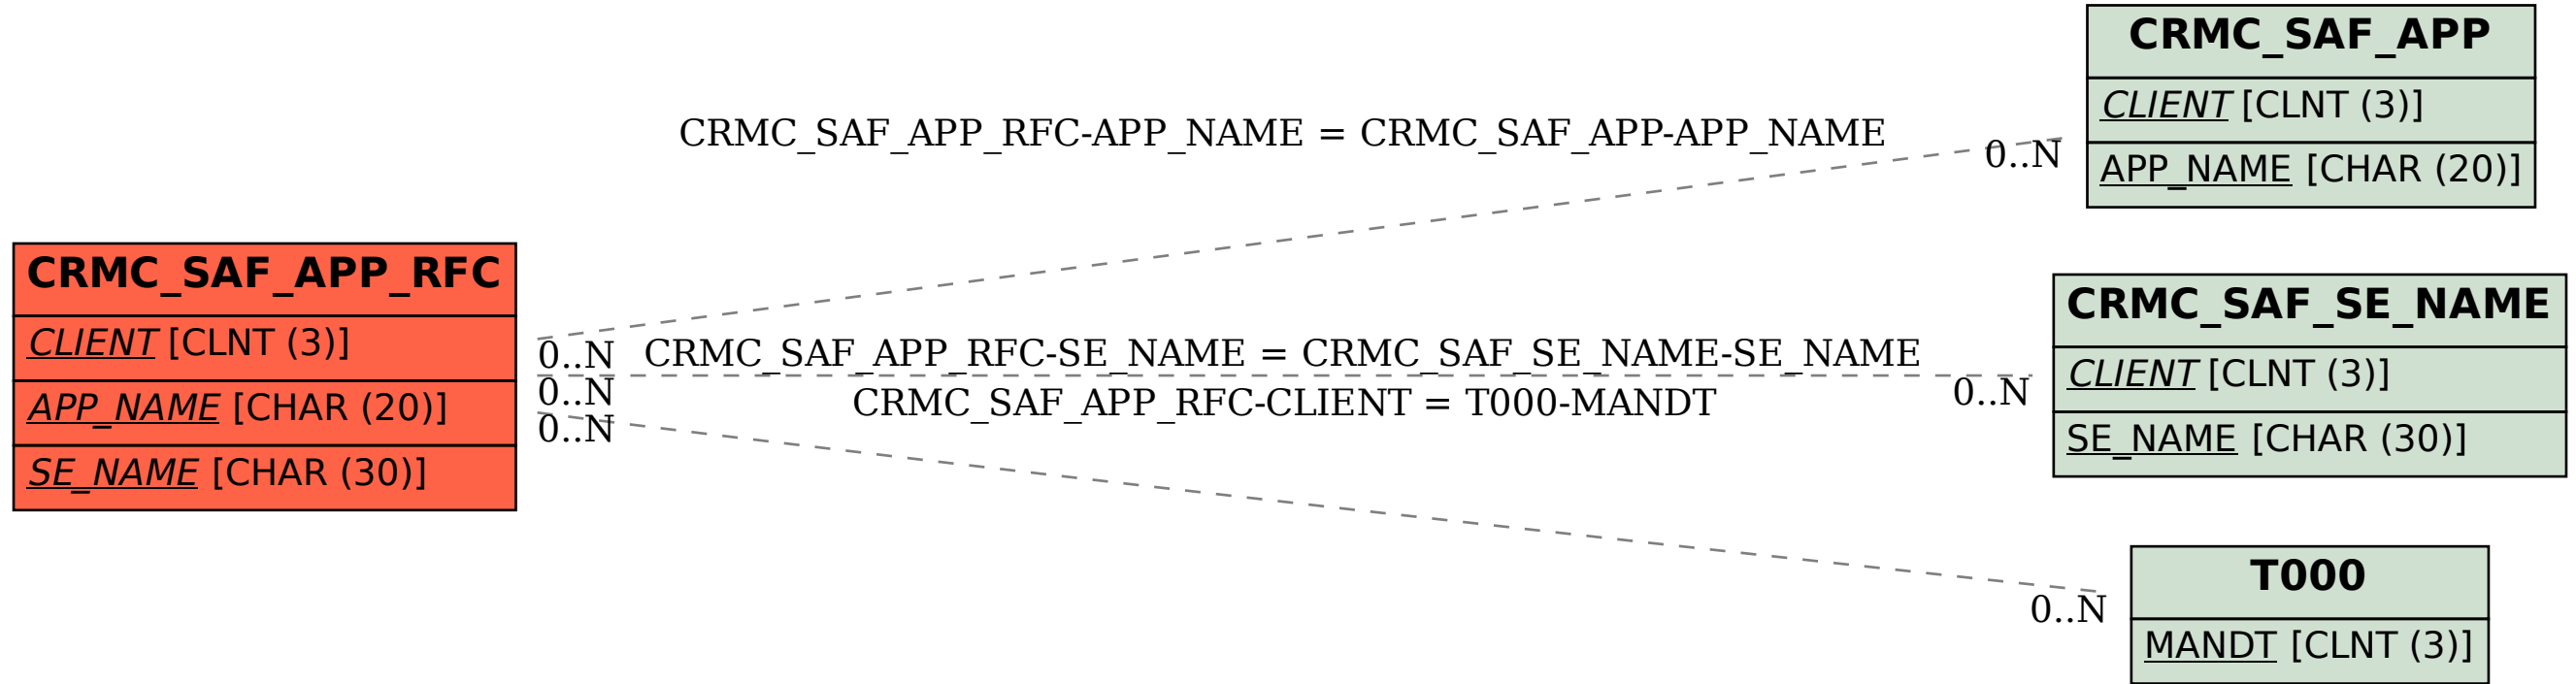 CRMC_SAF_APP
CLIENT [CLNT (3)]
APP_NAME [CHAR (20)]
CRMC_SAF_APP_RFC-APP_NAME = CRMC_SAF_APP-APP_NAME
0..N
CRMC_SAF_APP_RFC
CLIENT [CLNT (3)]
APP_NAME [CHAR (20)]
SE_NAME [CHAR (30)]
0..N
CRMC_SAF_APP_RFC-SE_NAME = CRMC_SAF_SE_NAME-SE_NAME
0..N
0..N
CRMC_SAF_APP_RFC-CLIENT = T000-MANDT
0..N
CRMC_SAF_SE_NAME
CLIENT [CLNT (3)]
SE_NAME [CHAR (30)]
0..N
T000
MANDT [CLNT (3)]